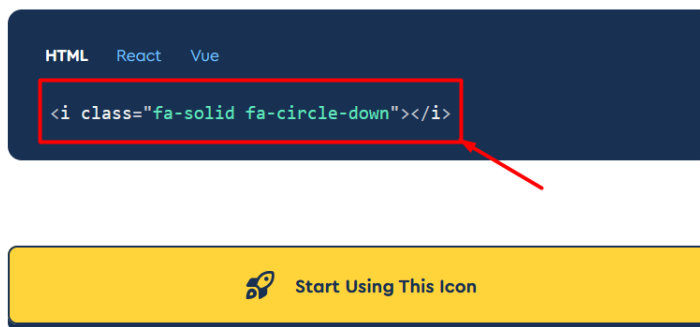 HTML React Vue
<i class="fa-solid fa-circle-down"></i>
Start Using This Icon